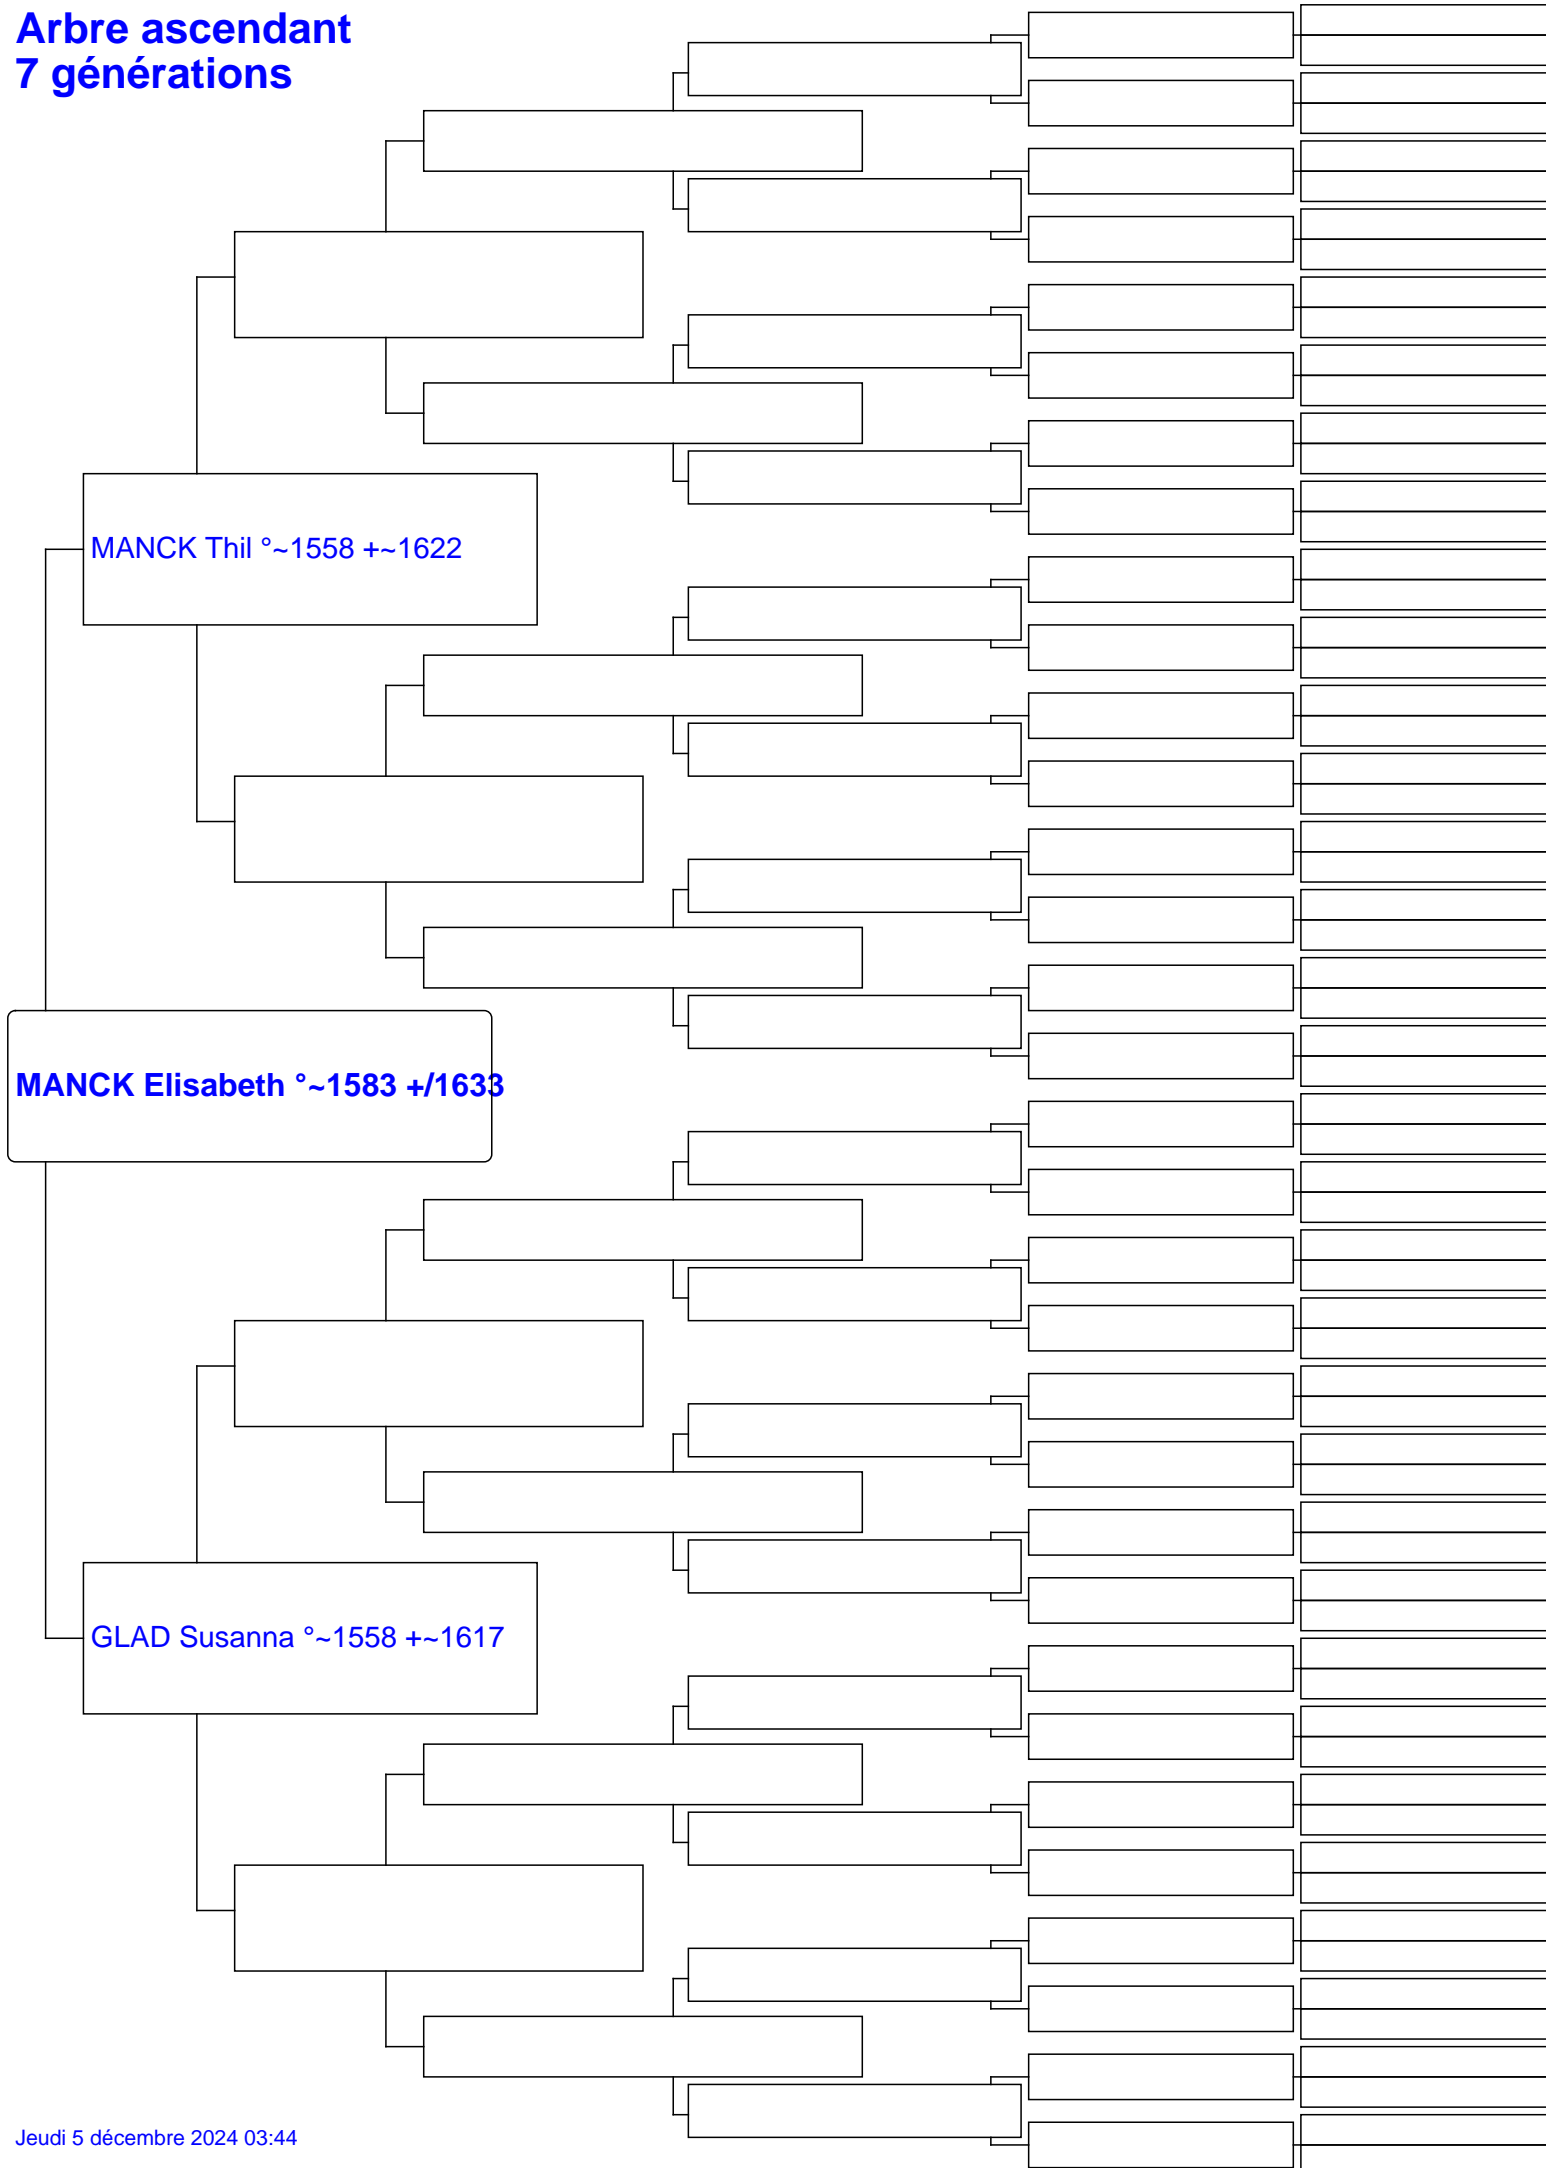 Arbre ascendant
7 générations
MANCK Thil °~1558 +~1622
MANCK Elisabeth °~1583 +/1633
GLAD Susanna °~1558 +~1617
Jeudi 5 décembre 2024 03:44